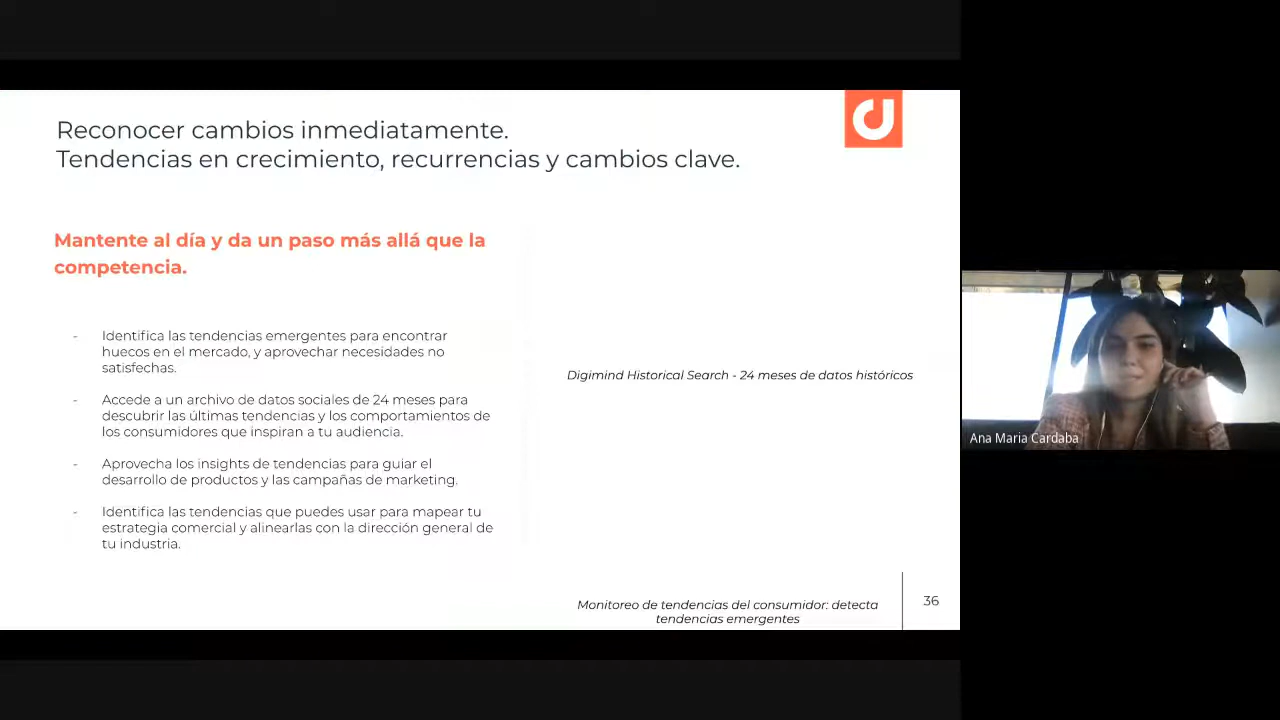 Reconocer cambios inmediatamente.
Tendencias en crecimiento, recurrencias y cambios clave.
Mantente al día y da un paso más allá que la
competencia.
- Identifica las tendencias emergentes para encontrar
huecos en el mercado, y aprovechar necesidades no
satisfechas.
- Accede a un archivo de datos sociales de 24 meses para
descubrir las últimas tendencias y los comportamientos de
los consumidores que inspiran a tu audiencia.
- Aprovecha los insights de tendencias para guiar el
desarrollo de productos y las campañas de marketing.
- Identifica las tendencias que puedes usar para mapear tu
estrategia comercial y alinearlas con la dirección general de
tu industria.
Digimind Historical Search - 24 meses de datos históricos
Monitoreo de tendencias del consumidor: detecta
tendencias emergentes
36
Ana Maria Cardaba